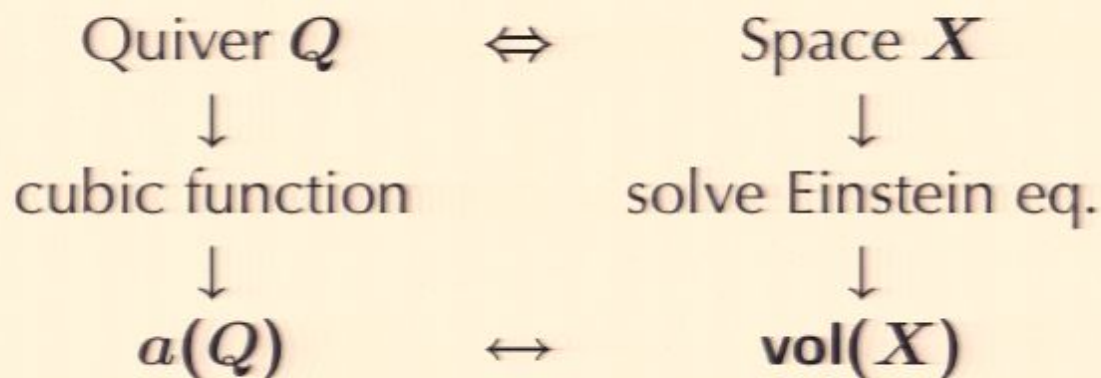 Quiver Q ⇔ Space X
↓ ↓
cubic function solve Einstein eq.
↓ ↓
a(Q) ↔ vol(X)